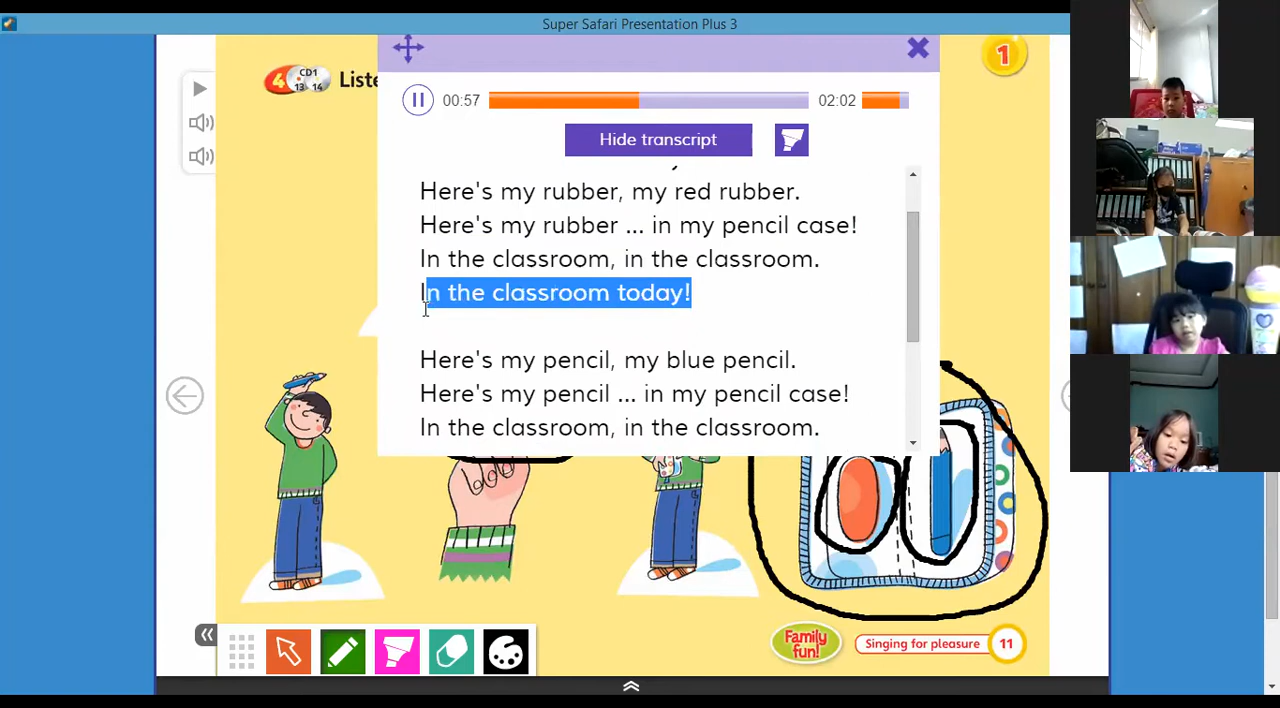 Super Safari Presentation Plus 3
4 CD1 13 14 Liste
1
00:57
02:02
Hide transcript
Here's my rubber, my red rubber.
Here's my rubber ... in my pencil case!
In the classroom, in the classroom.
In the classroom today!
Here's my pencil, my blue pencil.
Here's my pencil ... in my pencil case!
In the classroom, in the classroom.
Family fun!
Singing for pleasure 11